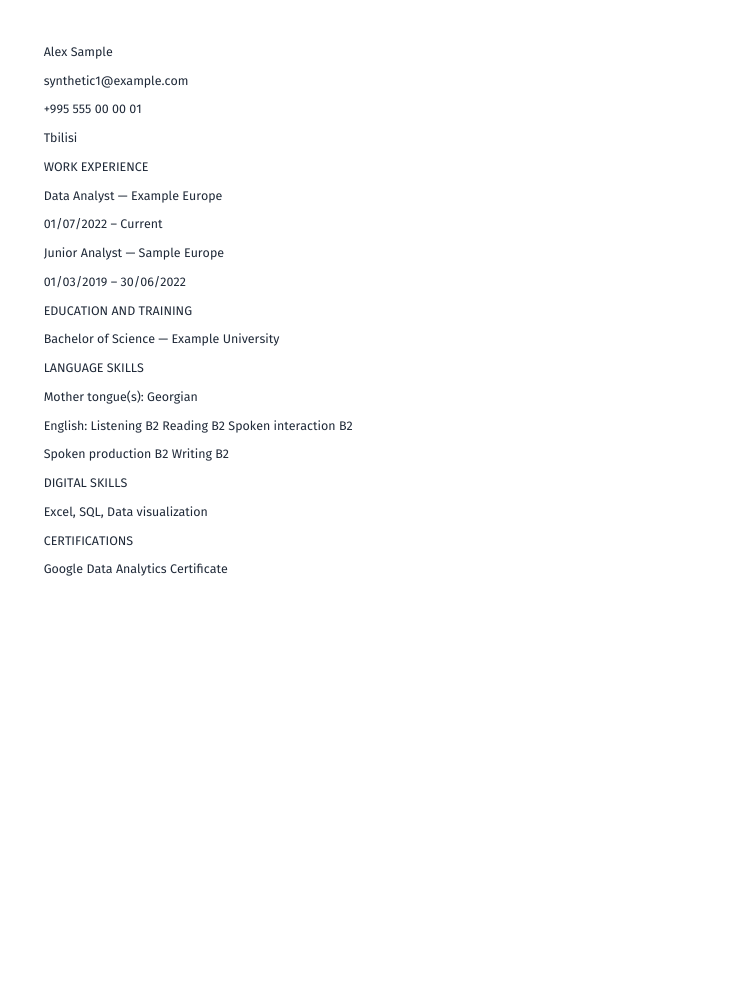 Alex Sample
synthetic1@example.com
+995 555 00 00 01
Tbilisi
WORK EXPERIENCE
Data Analyst — Example Europe
01/07/2022 – Current
Junior Analyst — Sample Europe
01/03/2019 – 30/06/2022
EDUCATION AND TRAINING
Bachelor of Science — Example University
LANGUAGE SKILLS
Mother tongue(s): Georgian
English: Listening B2 Reading B2 Spoken interaction B2
Spoken production B2 Writing B2
DIGITAL SKILLS
Excel, SQL, Data visualization
CERTIFICATIONS
Google Data Analytics Certificate